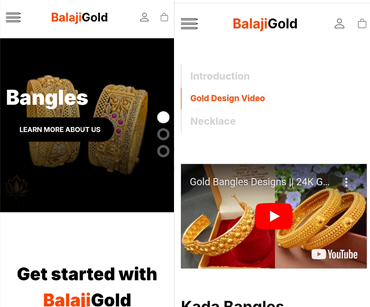 BalajiGold
Bangles
LEARN MORE ABOUT US
Get started with
BalajiGold
BalajiGold
Introduction
Gold Design Video
Necklace
Gold Bangles Designs || 24K G...
YouTube
Kada Bangles